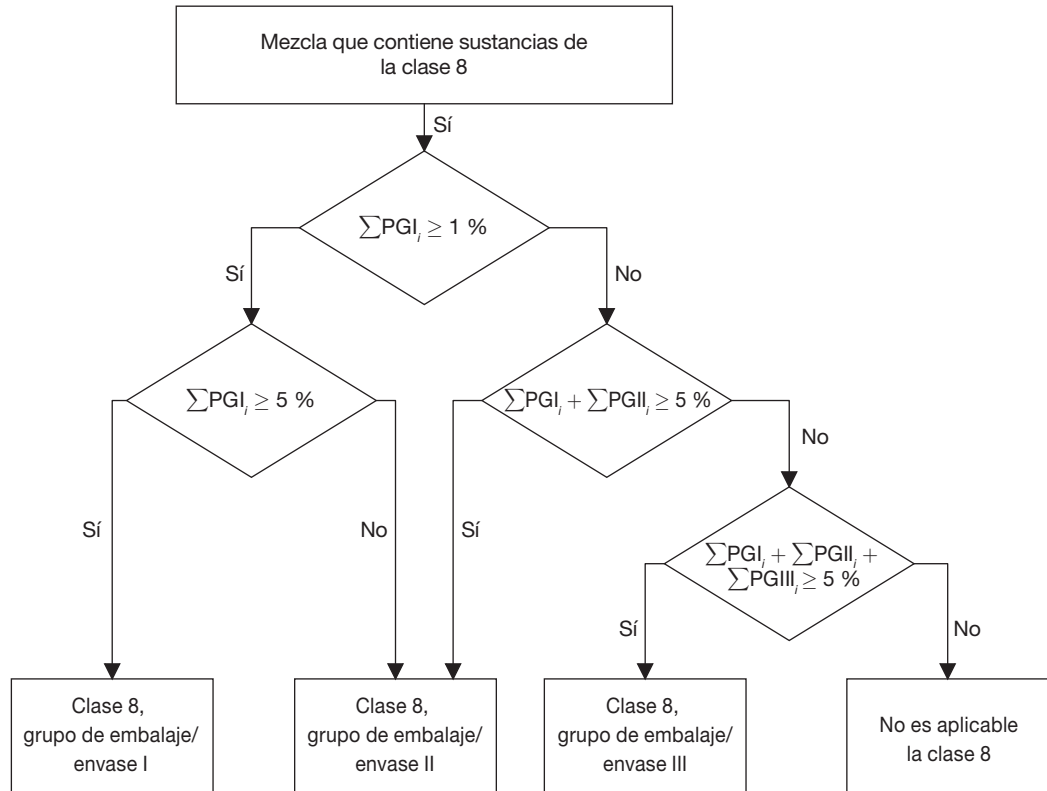 Mezcla que contiene sustancias de
la clase 8
Sí
∑PGIᵢ ≥ 1 %
Sí
No
∑PGIᵢ ≥ 5 %
∑PGIᵢ + ∑PGIIᵢ ≥ 5 %
No
Sí
No
Sí
∑PGIᵢ + ∑PGIIᵢ +
∑PGIIIᵢ ≥ 5 %
Sí
No
Clase 8,
grupo de embalaje/
envase I
Clase 8,
grupo de embalaje/
envase II
Clase 8,
grupo de embalaje/
envase III
No es aplicable
la clase 8